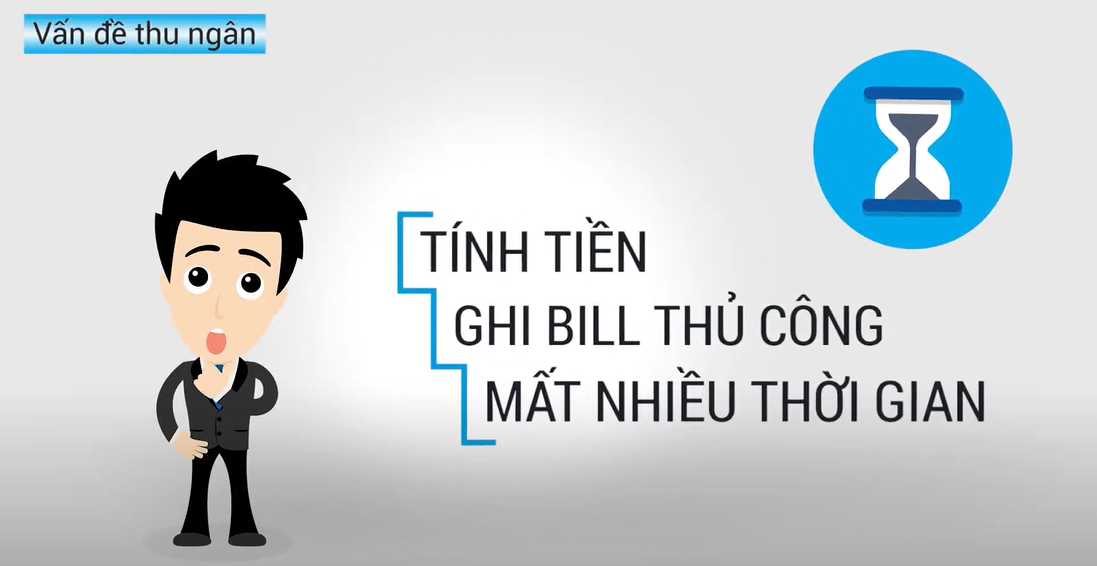 Vấn đề thu ngân
TÍNH TIỀN
GHI BILL THỦ CÔNG
MẤT NHIỀU THỜI GIAN